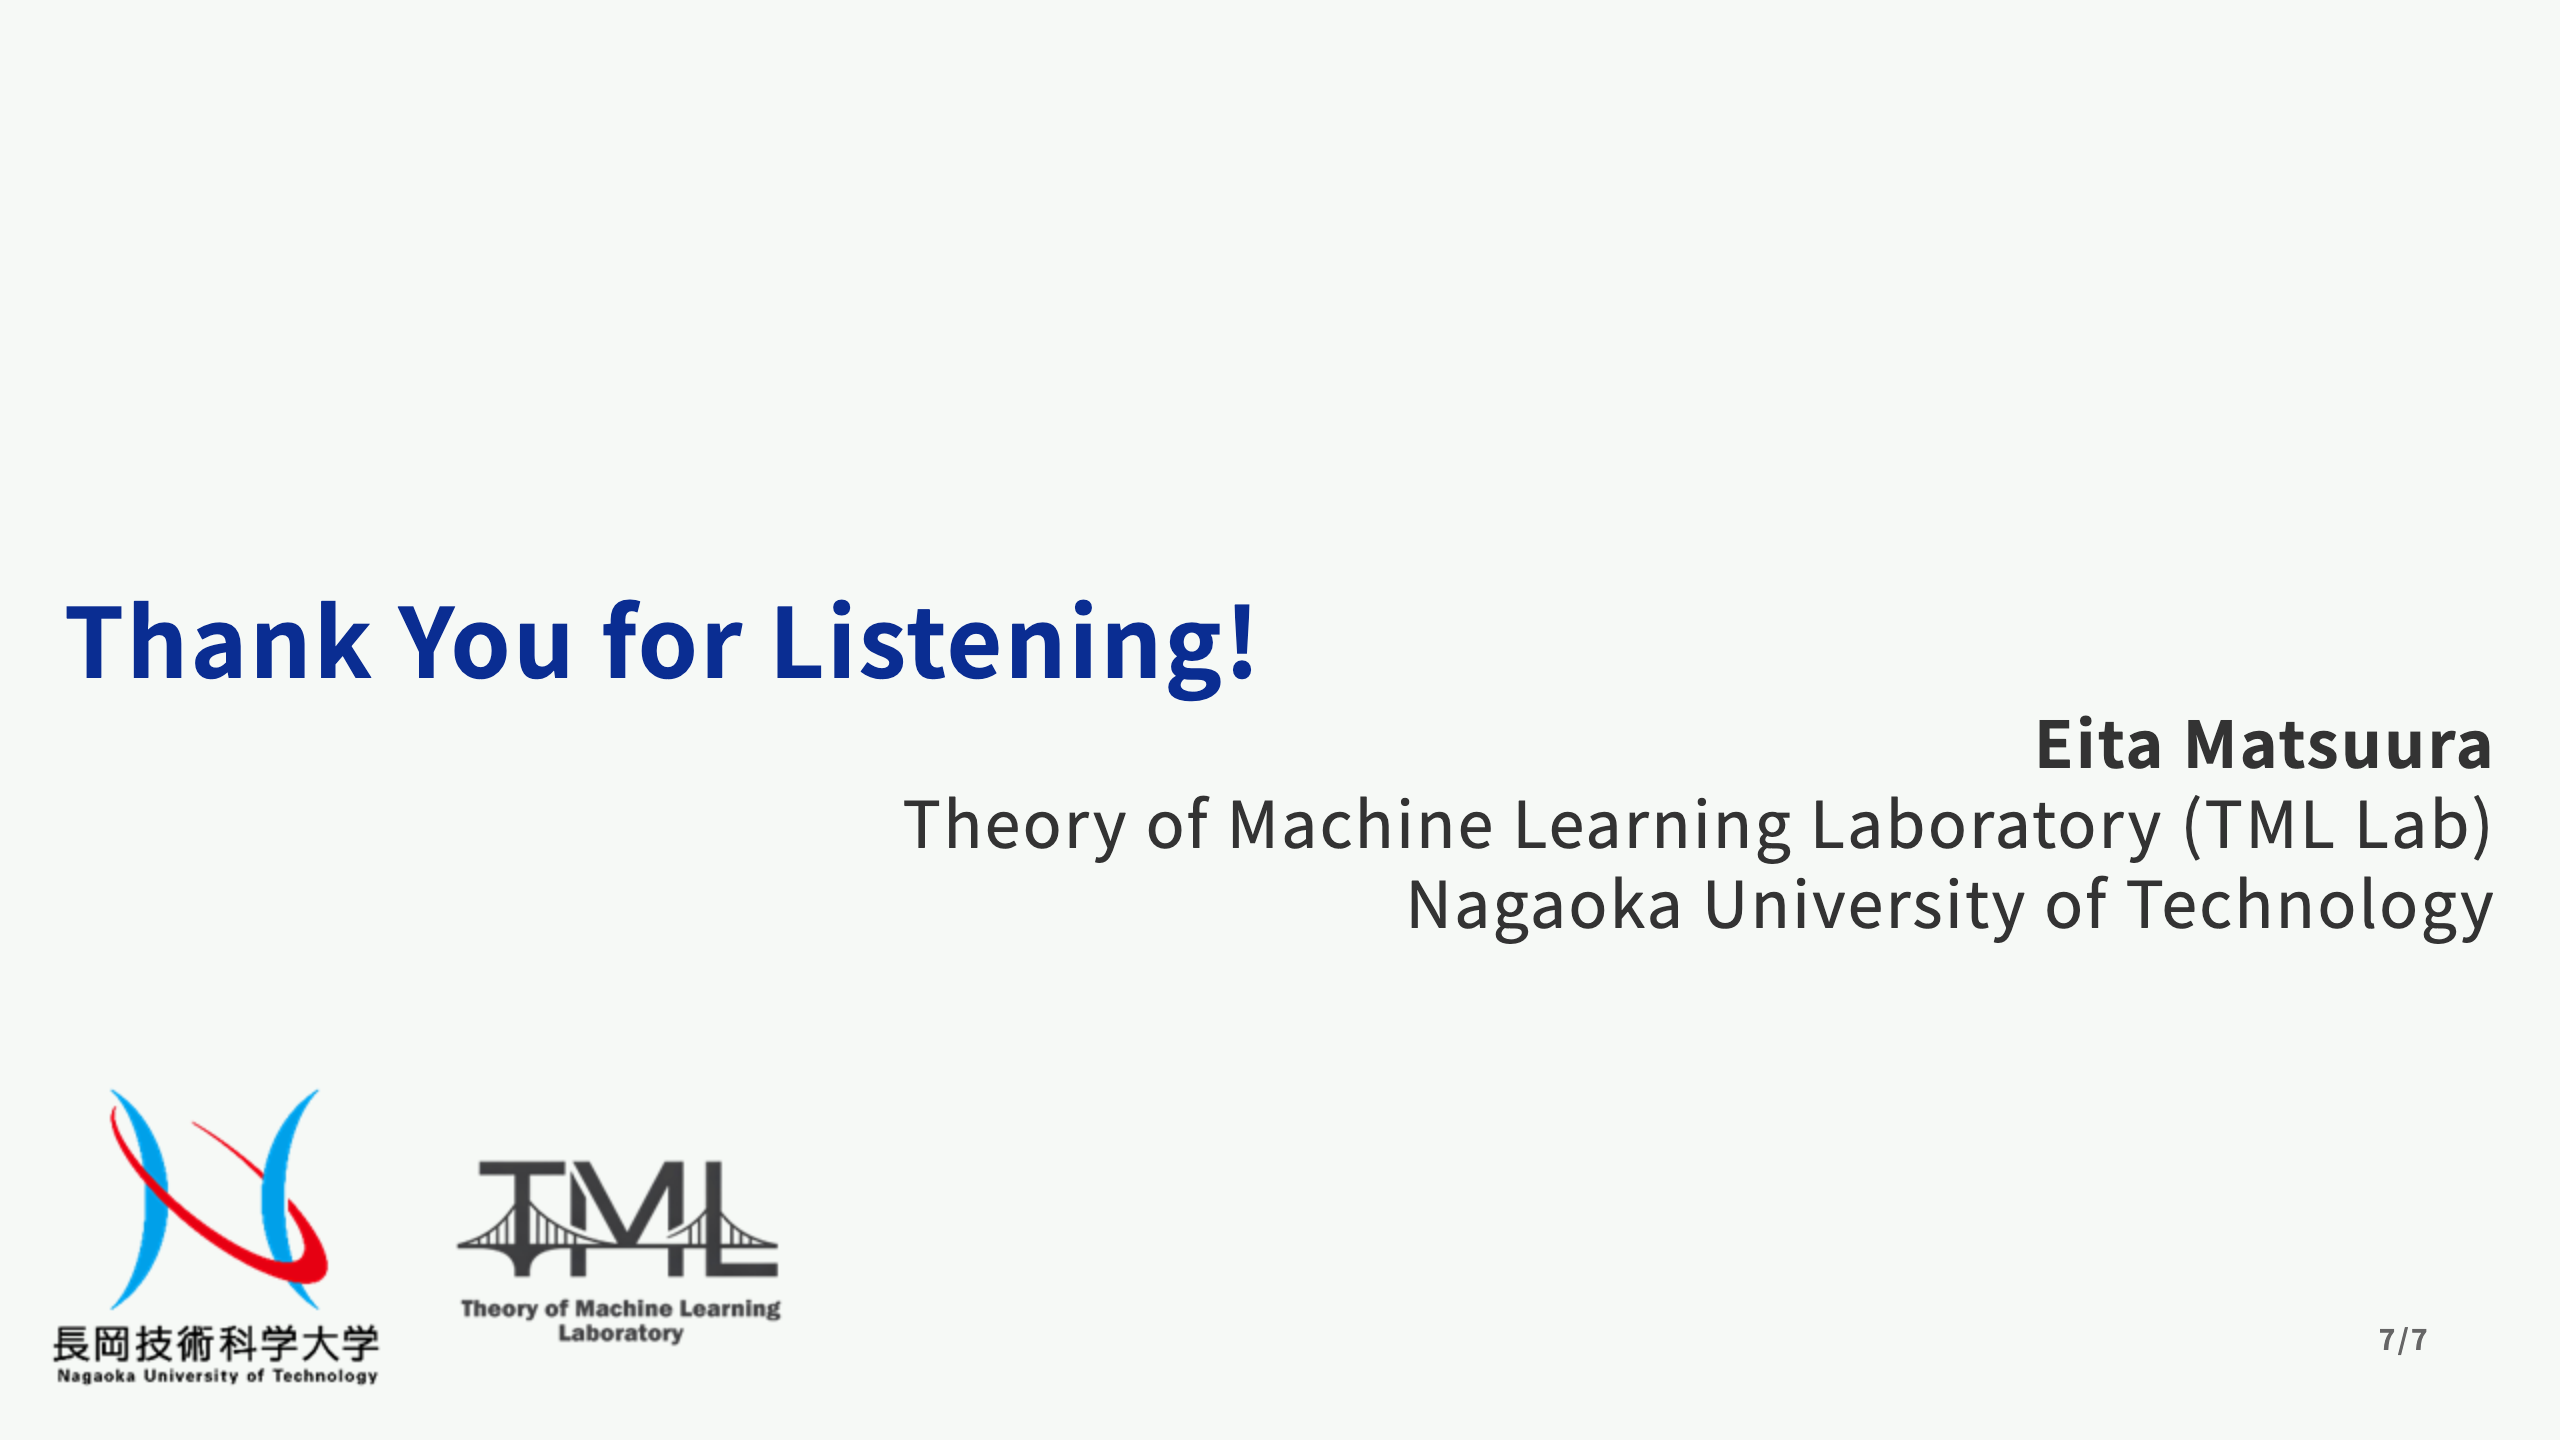 Thank You for Listening!
Eita Matsuura
Theory of Machine Learning Laboratory (TML Lab)
Nagaoka University of Technology
長岡技術科学大学
Nagaoka University of Technology
TML
Theory of Machine Learning
Laboratory
7/7